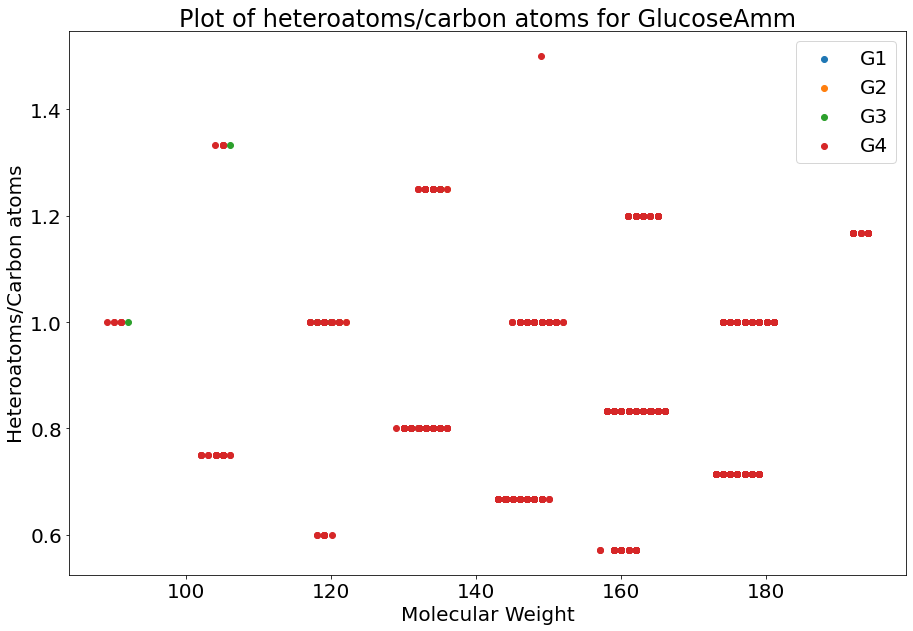 Plot of heteroatoms/carbon atoms for GlucoseAmm
G1
G2
G3
G4
Heteroatoms/Carbon atoms
1.4
1.2
1.0
0.8
0.6
100 120 140 160 180
Molecular Weight